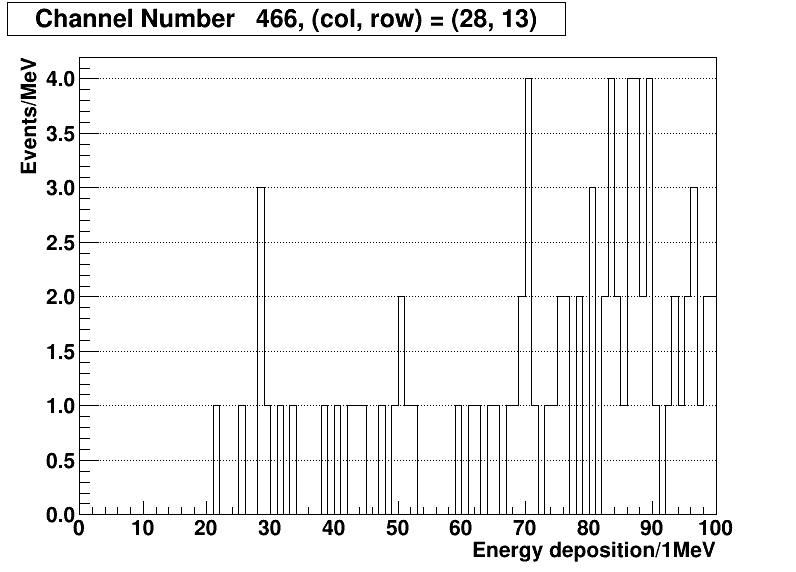 Channel Number 466, (col, row) = (28, 13)
Events/MeV
4.0
3.5
3.0
2.5
2.0
1.5
1.0
0.5
0.0
0 10 20 30 40 50 60 70 80 90 100
Energy deposition/1MeV